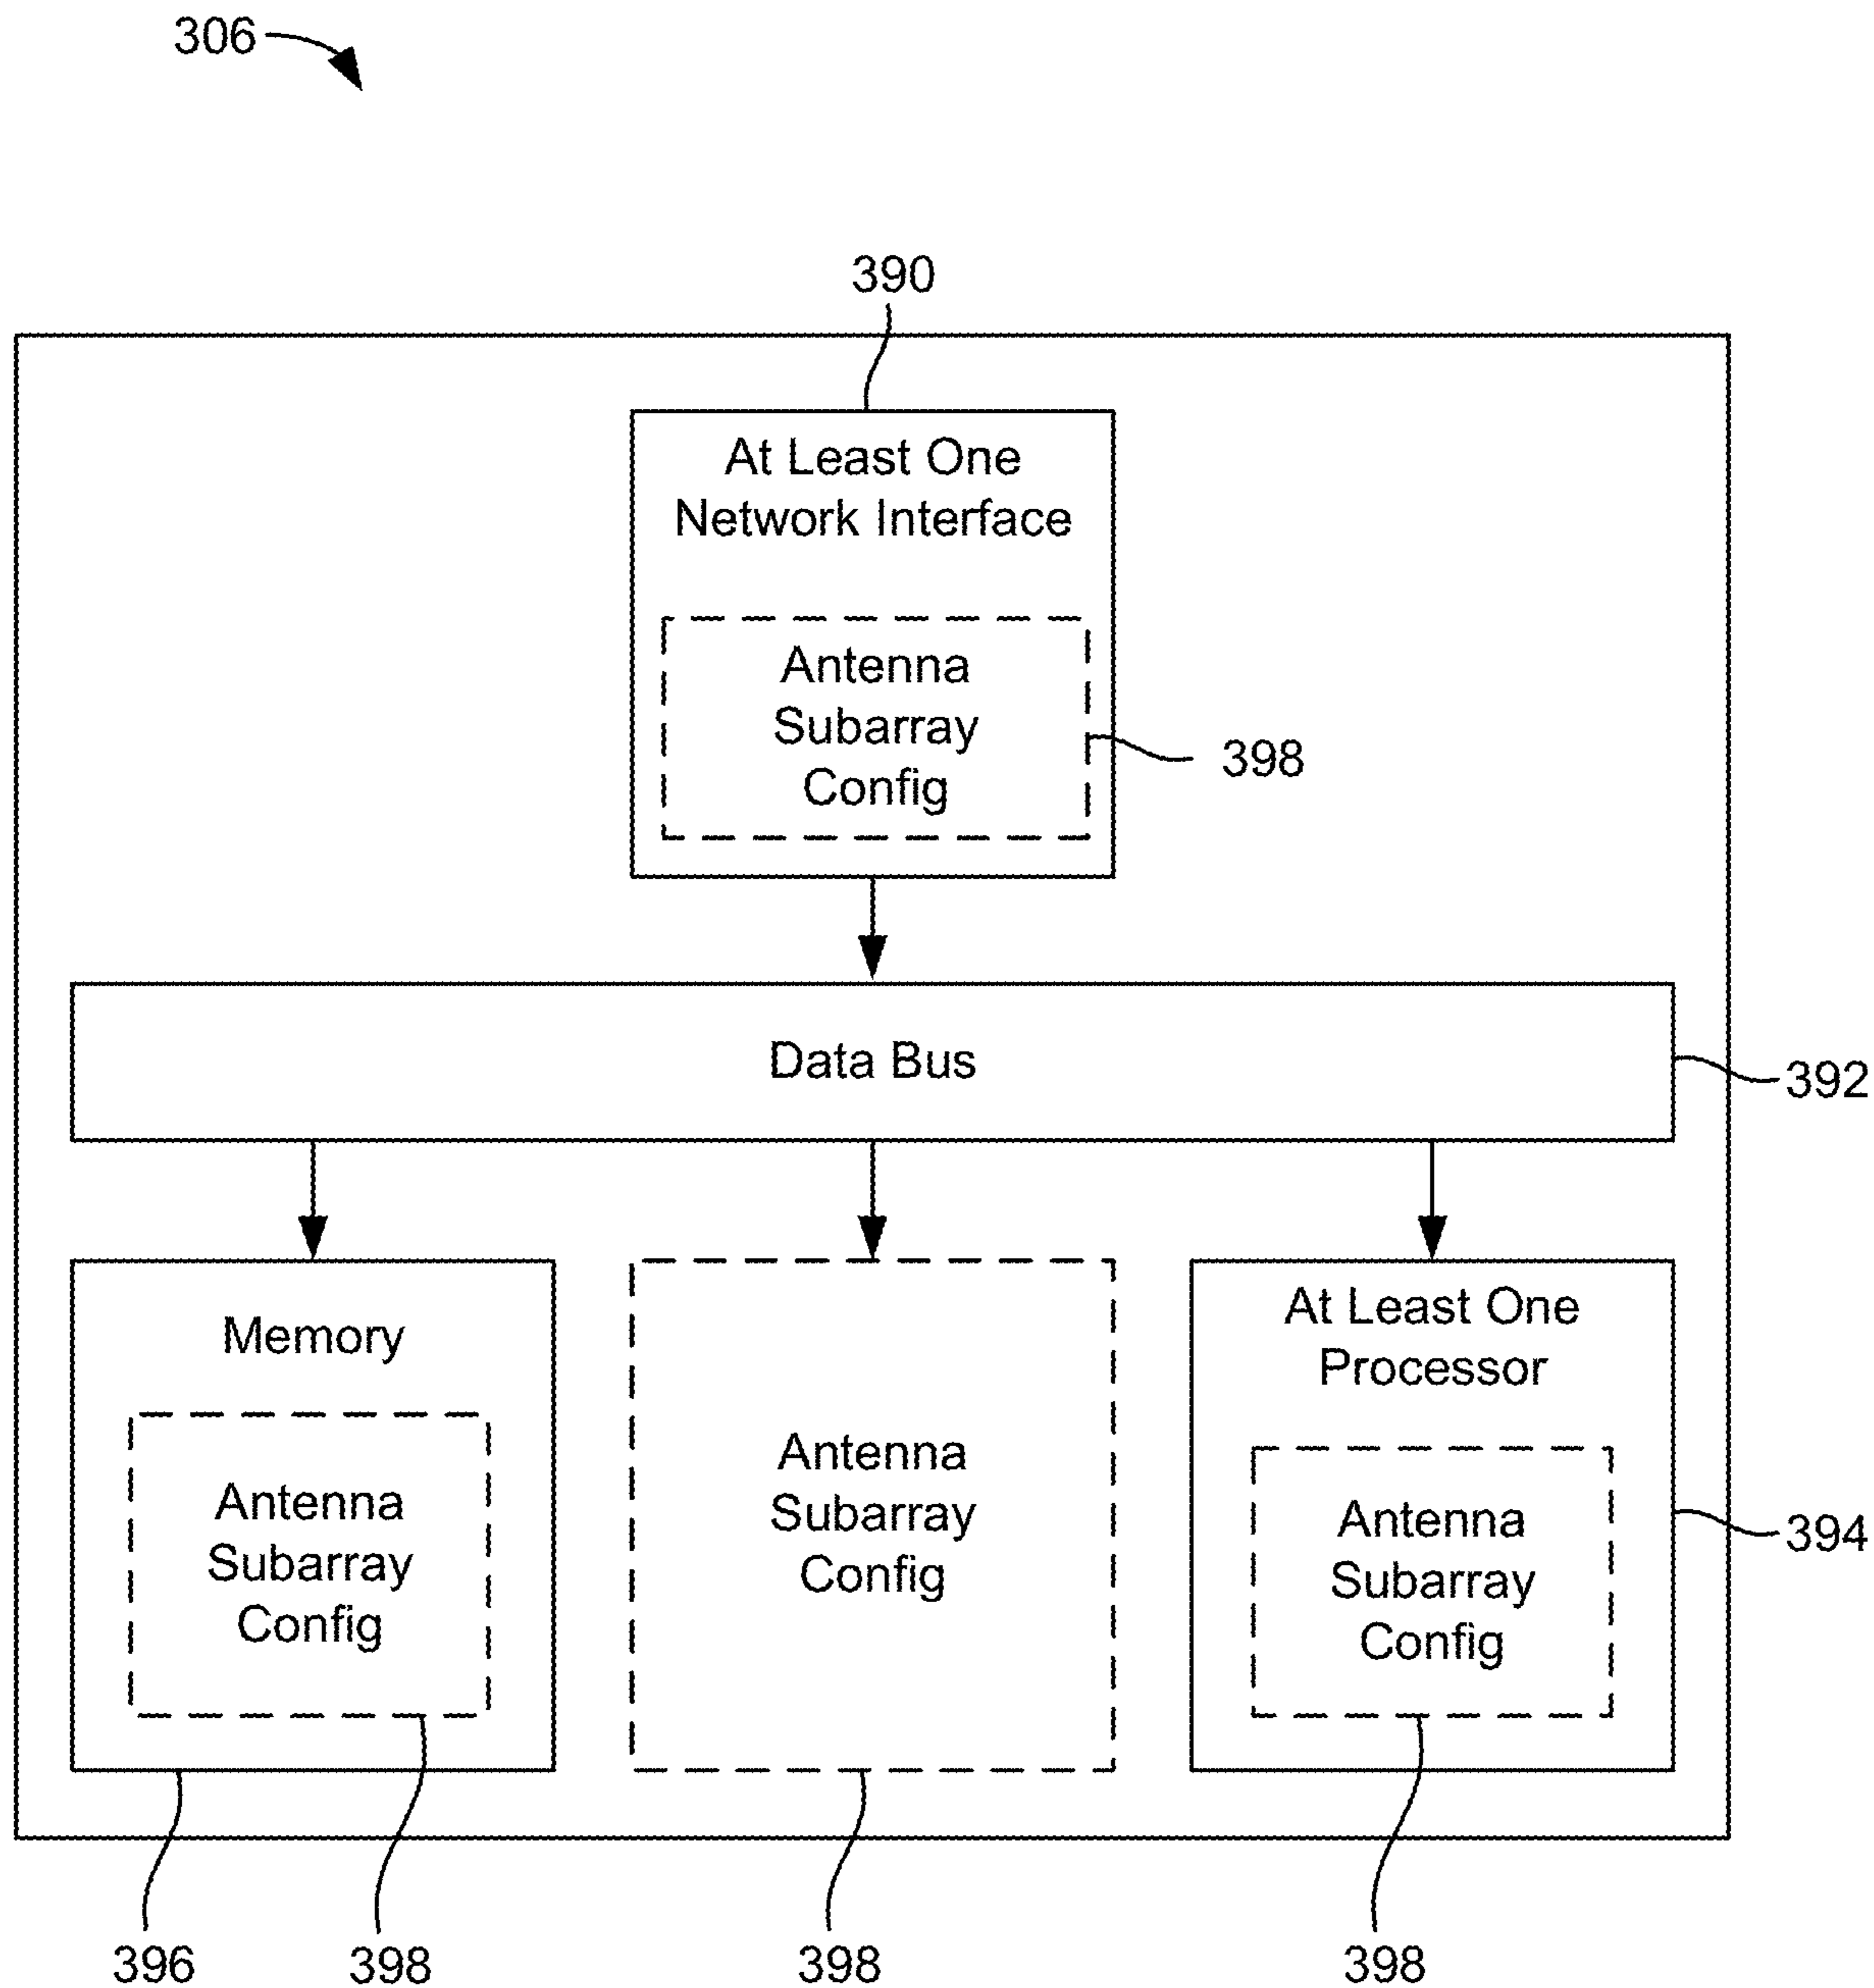 306
390
At Least One
Network Interface
Antenna
Subarray
Config
398
Data Bus
392
Memory
Antenna
Subarray
Config
Antenna
Subarray
Config
At Least One
Processor
Antenna
Subarray
Config
394
396
398
398
398